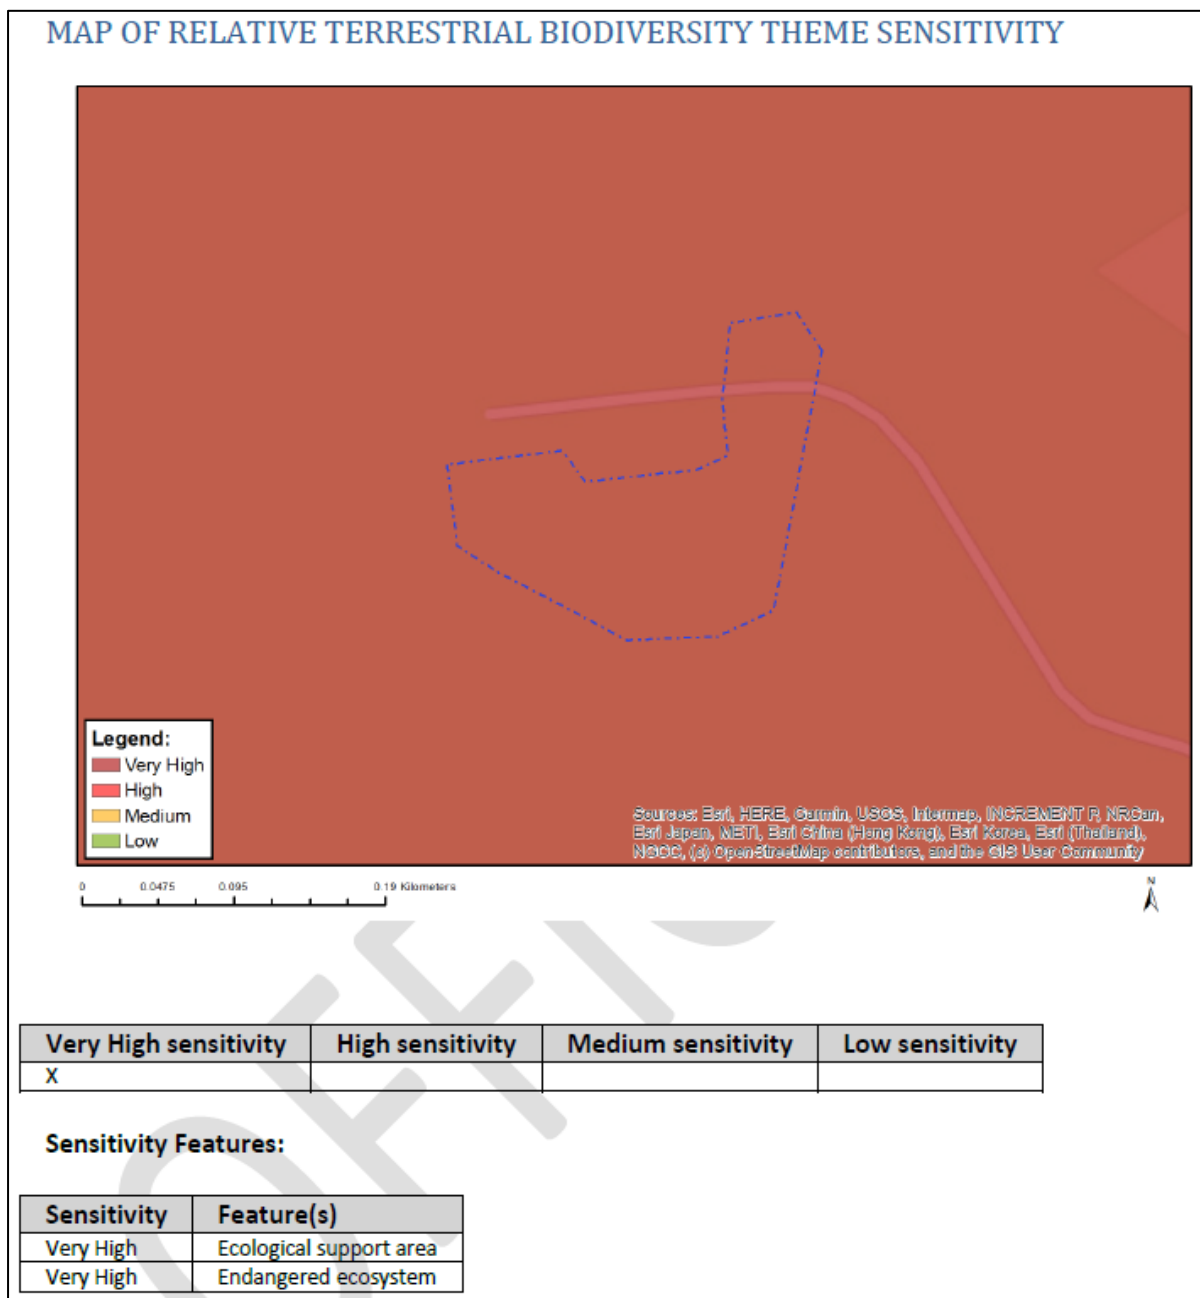 MAP OF RELATIVE TERRESTRIAL BIODIVERSITY THEME SENSITIVITY
Legend:
Very High
High
Medium
Low
Sources: Esri, HERE, Garmin, USGS, Intermap, INCREMENT P, NRCan,
Esri Japan, METI, Esri China (Hong Kong), Esri Korea, Esri (Thailand),
NGCC, (c) OpenStreetMap contributors, and the GIS User Community
0 0.0475 0.095 0.19 Kilometers
N
Very High sensitivity High sensitivity Medium sensitivity Low sensitivity
X
Sensitivity Features:
Sensitivity Feature(s)
Very High Ecological support area
Very High Endangered ecosystem